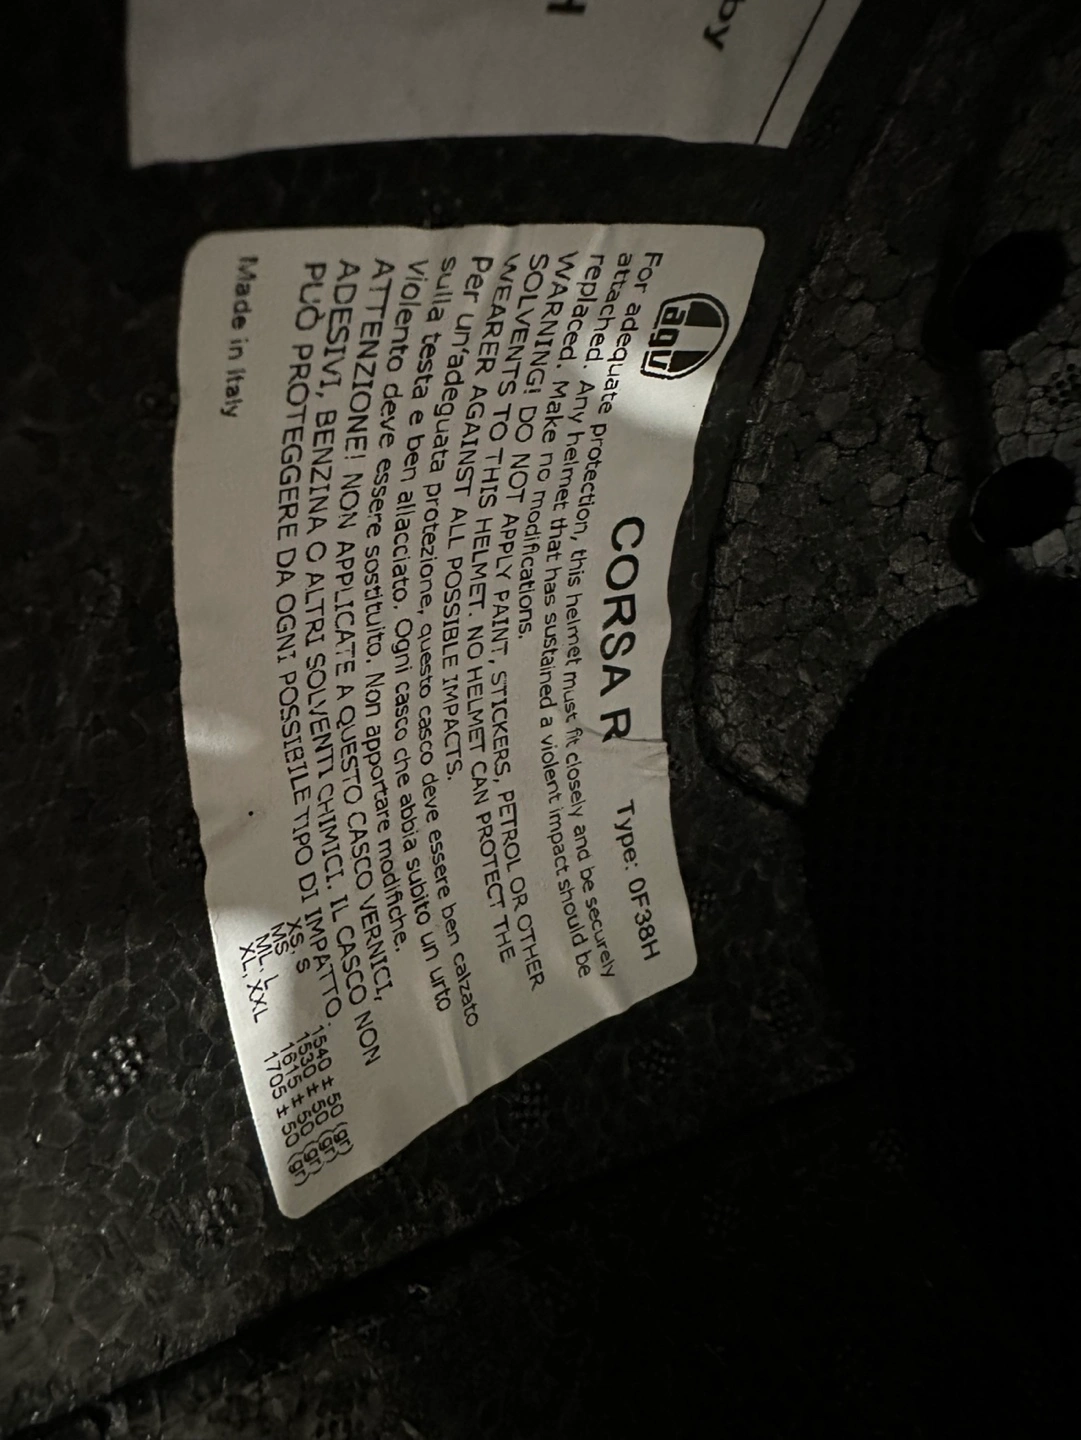 H
by
agv
CORSA R Type: 0F38H
For adequate protection, this helmet must fit closely and be securely
attached. Any helmet that has sustained a violent impact should be
replaced. Make no modifications.
WARNING! DO NOT APPLY PAINT, STICKERS, PETROL OR OTHER
SOLVENTS TO THIS HELMET. NO HELMET CAN PROTECT THE
WEARER AGAINST ALL POSSIBLE IMPACTS.
Per un'adeguata protezione, questo casco deve essere ben calzato
sulla testa e ben allacciato. Ogni casco che abbia subito un urto
violento deve essere sostituito. Non apportare modifiche.
ATTENZIONE! NON APPLICATE A QUESTO CASCO VERNICI,
ADESIVI, BENZINA O ALTRI SOLVENTI CHIMICI. IL CASCO NON
PUÒ PROTEGGERE DA OGNI POSSIBILE TIPO DI IMPATTO.
XS, S 1540 ± 50 (gr)
MS 1530 ± 50 (gr)
ML, L 1615 ± 50 (gr)
XL, XXL 1705 ± 50 (gr)
Made in Italy